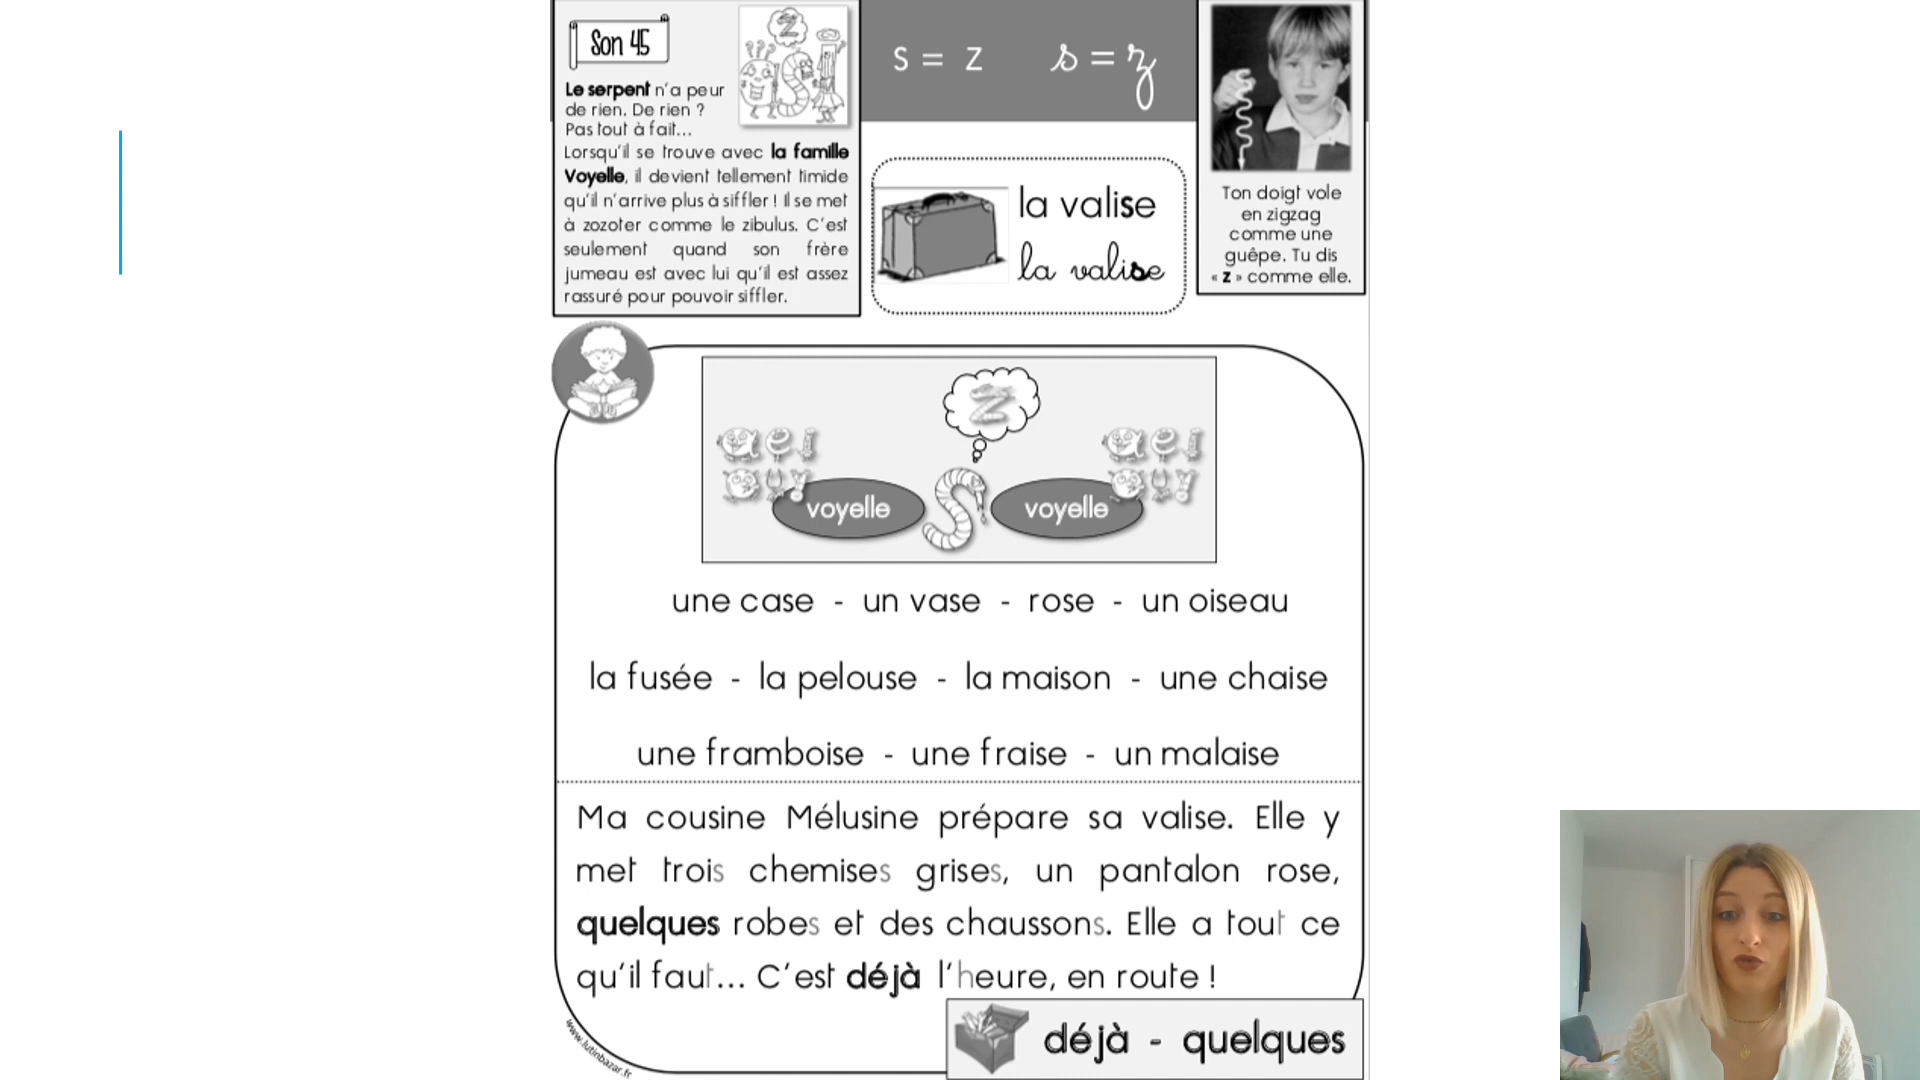 Son 45
Le serpent n'a peur
de rien. De rien ?
Pas tout à fait...
Lorsqu'il se trouve avec la famille
Voyelle, il devient tellement timide
qu'il n'arrive plus à siffler ! Il se met
à zozoter comme le zibulus. C'est
seulement quand son frère
jumeau est avec lui qu'il est assez
rassuré pour pouvoir siffler.
s = z s = z
la valise
la valise
Ton doigt vole
en zigzag
comme une
guêpe. Tu dis
« z » comme elle.
voyelle voyelle
une case - un vase - rose - un oiseau
la fusée - la pelouse - la maison - une chaise
une framboise - une fraise - un malaise
Ma cousine Mélusine prépare sa valise. Elle y
met trois chemises grises, un pantalon rose,
quelques robes et des chaussons. Elle a tout ce
qu'il faut... C'est déjà l'heure, en route !
déjà - quelques
www.lutinbazar.fr